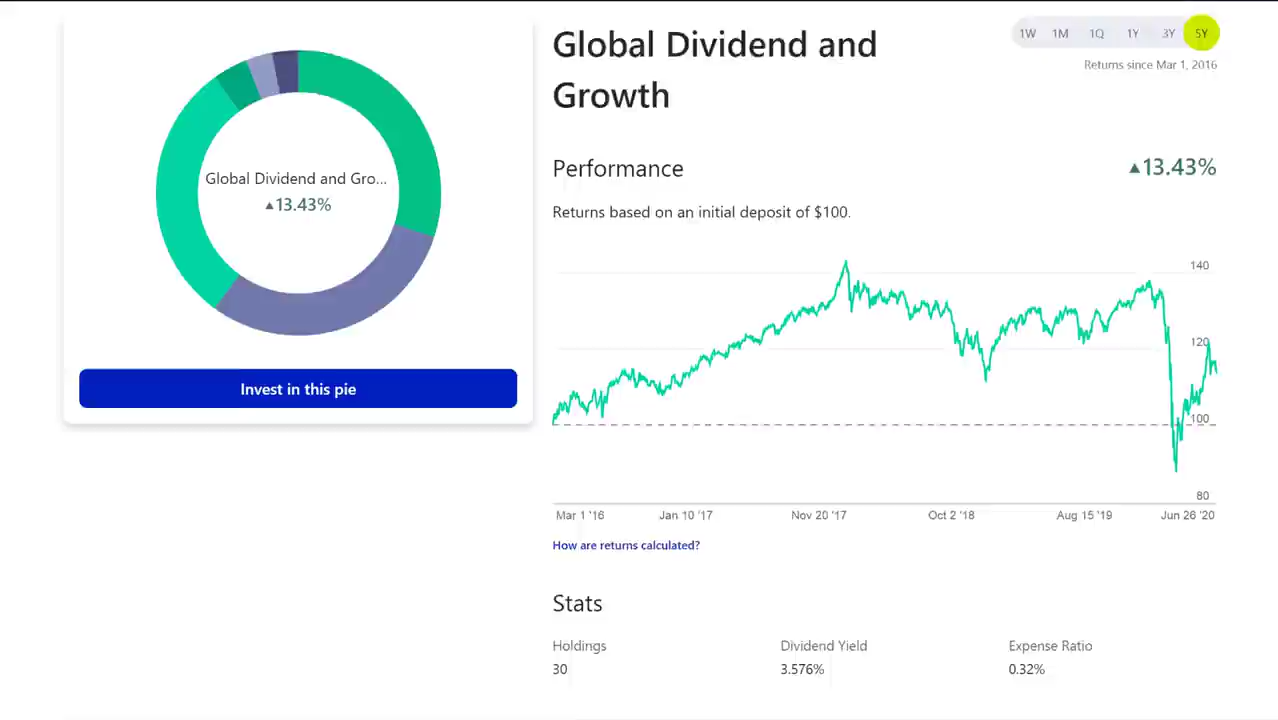 Global Dividend and Gro...
▲13.43%
Invest in this pie
Global Dividend and
Growth
1W 1M 1Q 1Y 3Y 5Y
Returns since Mar 1, 2016
Performance
▲13.43%
Returns based on an initial deposit of $100.
140
120
100
80
Mar 1 '16 Jan 10 '17 Nov 20 '17 Oct 2 '18 Aug 15 '19 Jun 26 '20
How are returns calculated?
Stats
Holdings Dividend Yield Expense Ratio
30 3.576% 0.32%